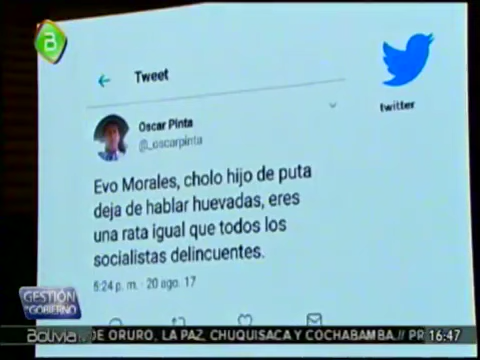 B
Tweet
twitter
Oscar Pinta
@_oscarpinta
Evo Morales, cholo hijo de puta
deja de hablar huevadas, eres
una rata igual que todos los
socialistas delincuentes.
5:24 p. m. · 20 ago. 17
GESTIÓN
GOBIERNO
Bolivia DE ORURO, LA PAZ, CHUQUISACA Y COCHABAMBA.// PR 16:47